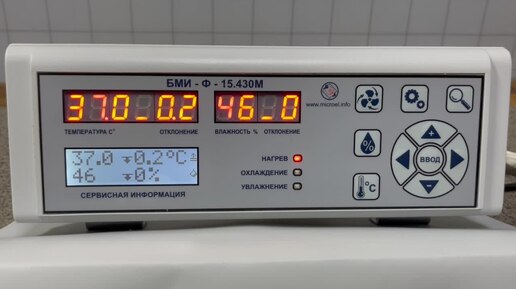 БМИ - Ф - 15.430М
37.0_0.2 46_0
www.microel.info
ТЕМПЕРАТУРА C° ОТКЛОНЕНИЕ ВЛАЖНОСТЬ % ОТКЛОНЕНИЕ
37.0 ∓0.2°C
46 ∓0%
НАГРЕВ
ОХЛАЖДЕНИЕ
УВЛАЖНЕНИЕ
СЕРВИСНАЯ ИНФОРМАЦИЯ
%
°C
+
ВВОД
−